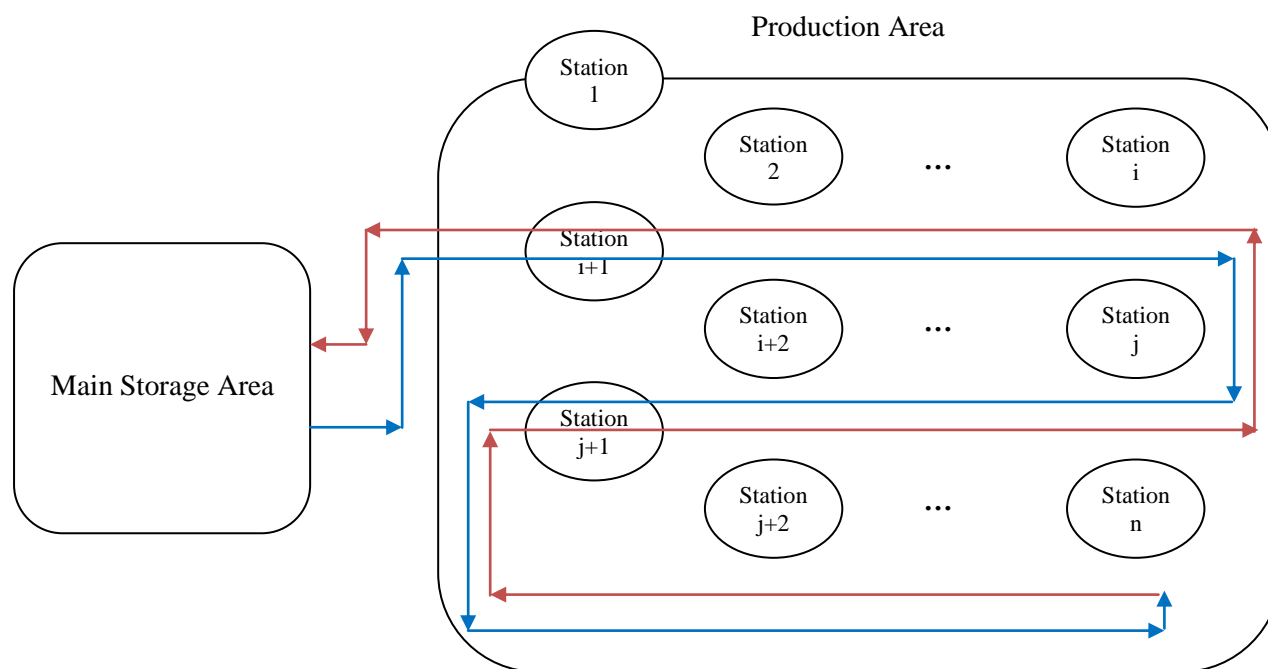 Production Area
Station
1
Station
2
...
Station
i
Station
i+1
Station
i+2
...
Station
j
Main Storage Area
Station
j+1
Station
j+2
...
Station
n